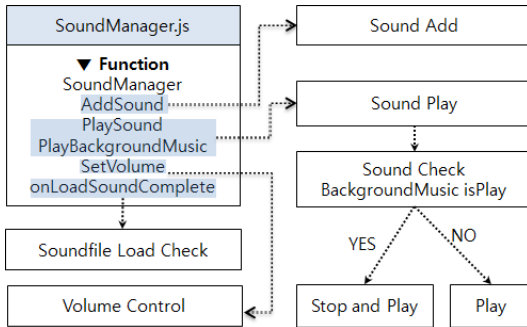 SoundManager.js
▼ Function
SoundManager
AddSound
PlaySound
PlayBackgroundMusic
SetVolume
onLoadSoundComplete
Soundfile Load Check
Volume Control
Sound Add
Sound Play
Sound Check
BackgroundMusic isPlay
YES
NO
Stop and Play
Play